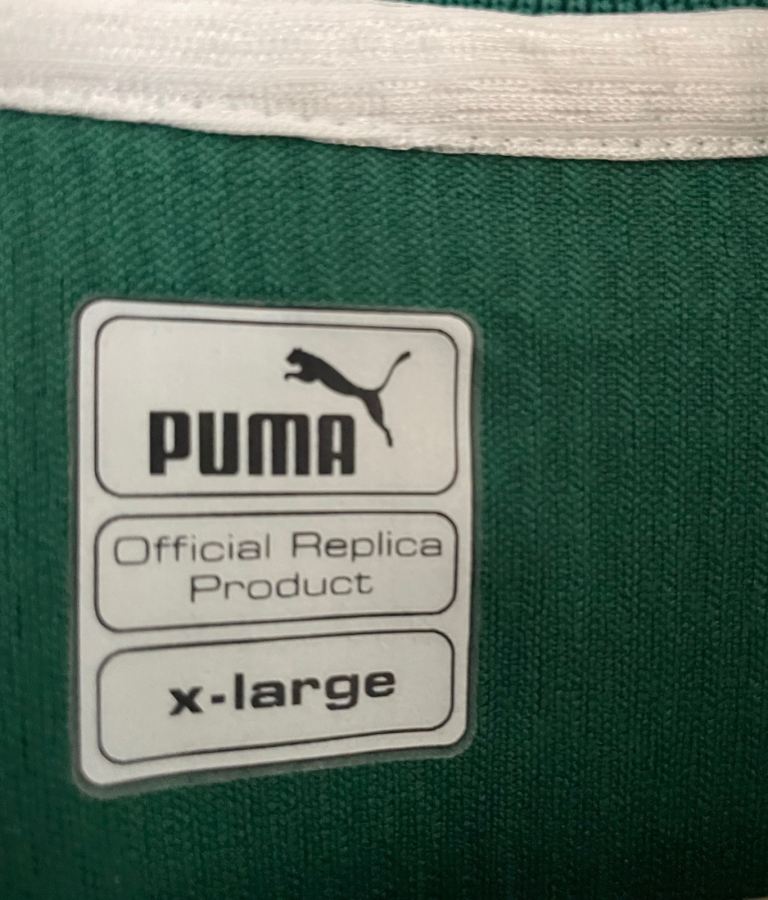 PUMA
Official Replica
Product
x-large